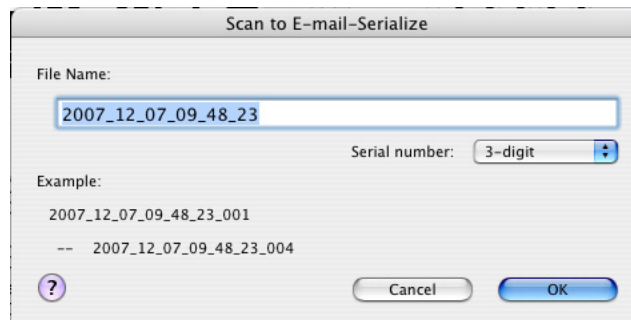 Scan to E-mail-Serialize
File Name:
2007_12_07_09_48_23
Serial number: 3-digit
Example:
2007_12_07_09_48_23_001
-- 2007_12_07_09_48_23_004
? Cancel OK